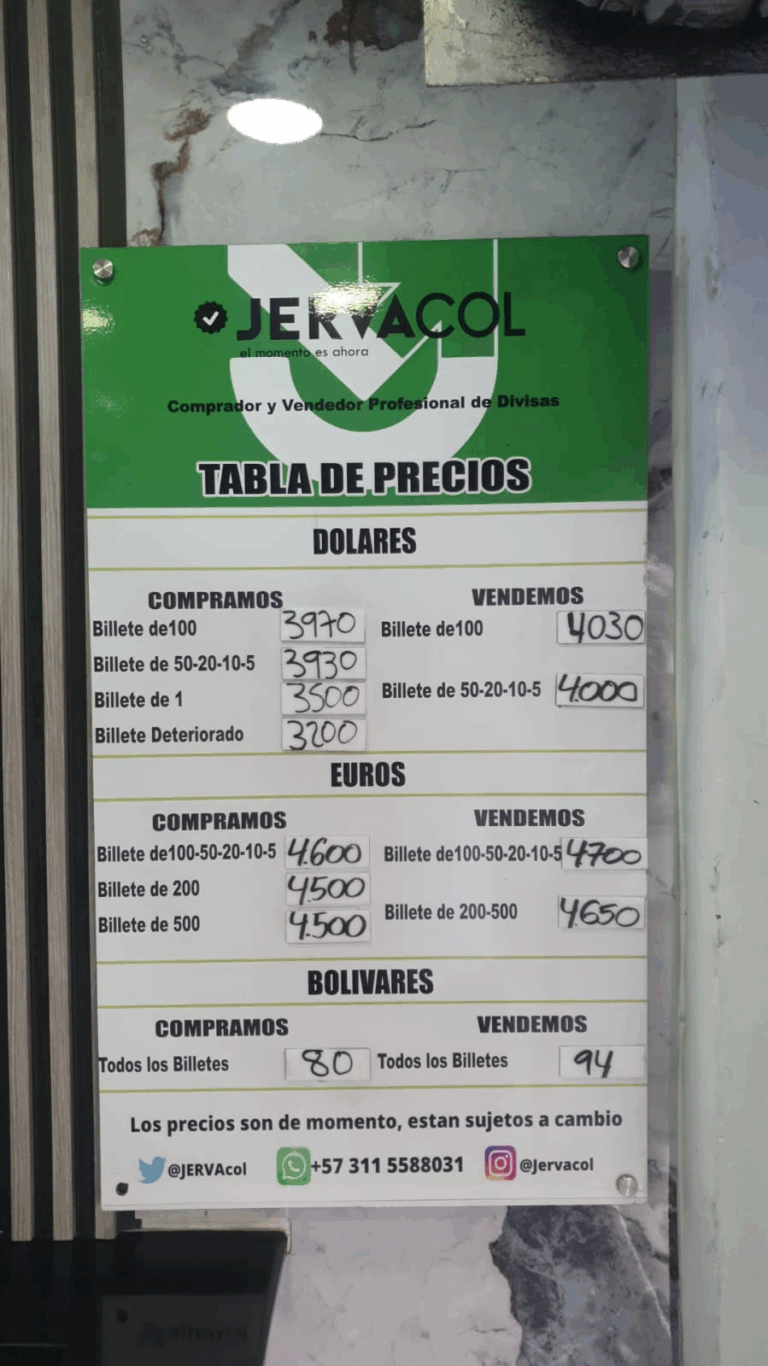 JERVACOL
el momento es ahora
Comprador y Vendedor Profesional de Divisas
TABLA DE PRECIOS
DOLARES
COMPRAMOS VENDEMOS
Billete de100 3970 Billete de100 4030
Billete de 50-20-10-5 3930
Billete de 1 3500 Billete de 50-20-10-5 4.000
Billete Deteriorado 3200
EUROS
COMPRAMOS VENDEMOS
Billete de100-50-20-10-5 4.600 Billete de100-50-20-10-5 4700
Billete de 200 4500
Billete de 500 4.500 Billete de 200-500 4650
BOLIVARES
COMPRAMOS VENDEMOS
Todos los Billetes 80 Todos los Billetes 94
Los precios son de momento, estan sujetos a cambio
@JERVAcol +57 311 5588031 @Jervacol